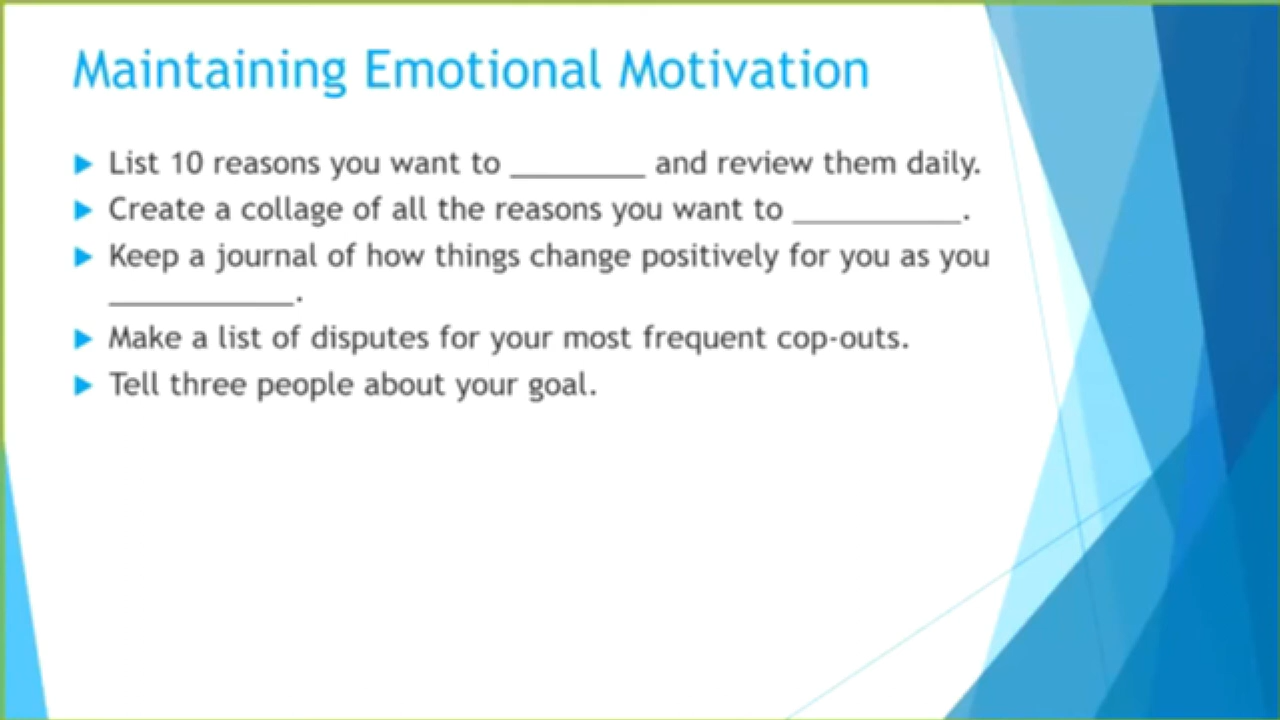 Maintaining Emotional Motivation
List 10 reasons you want to ________ and review them daily.
Create a collage of all the reasons you want to __________.
Keep a journal of how things change positively for you as you
___________.
Make a list of disputes for your most frequent cop-outs.
Tell three people about your goal.